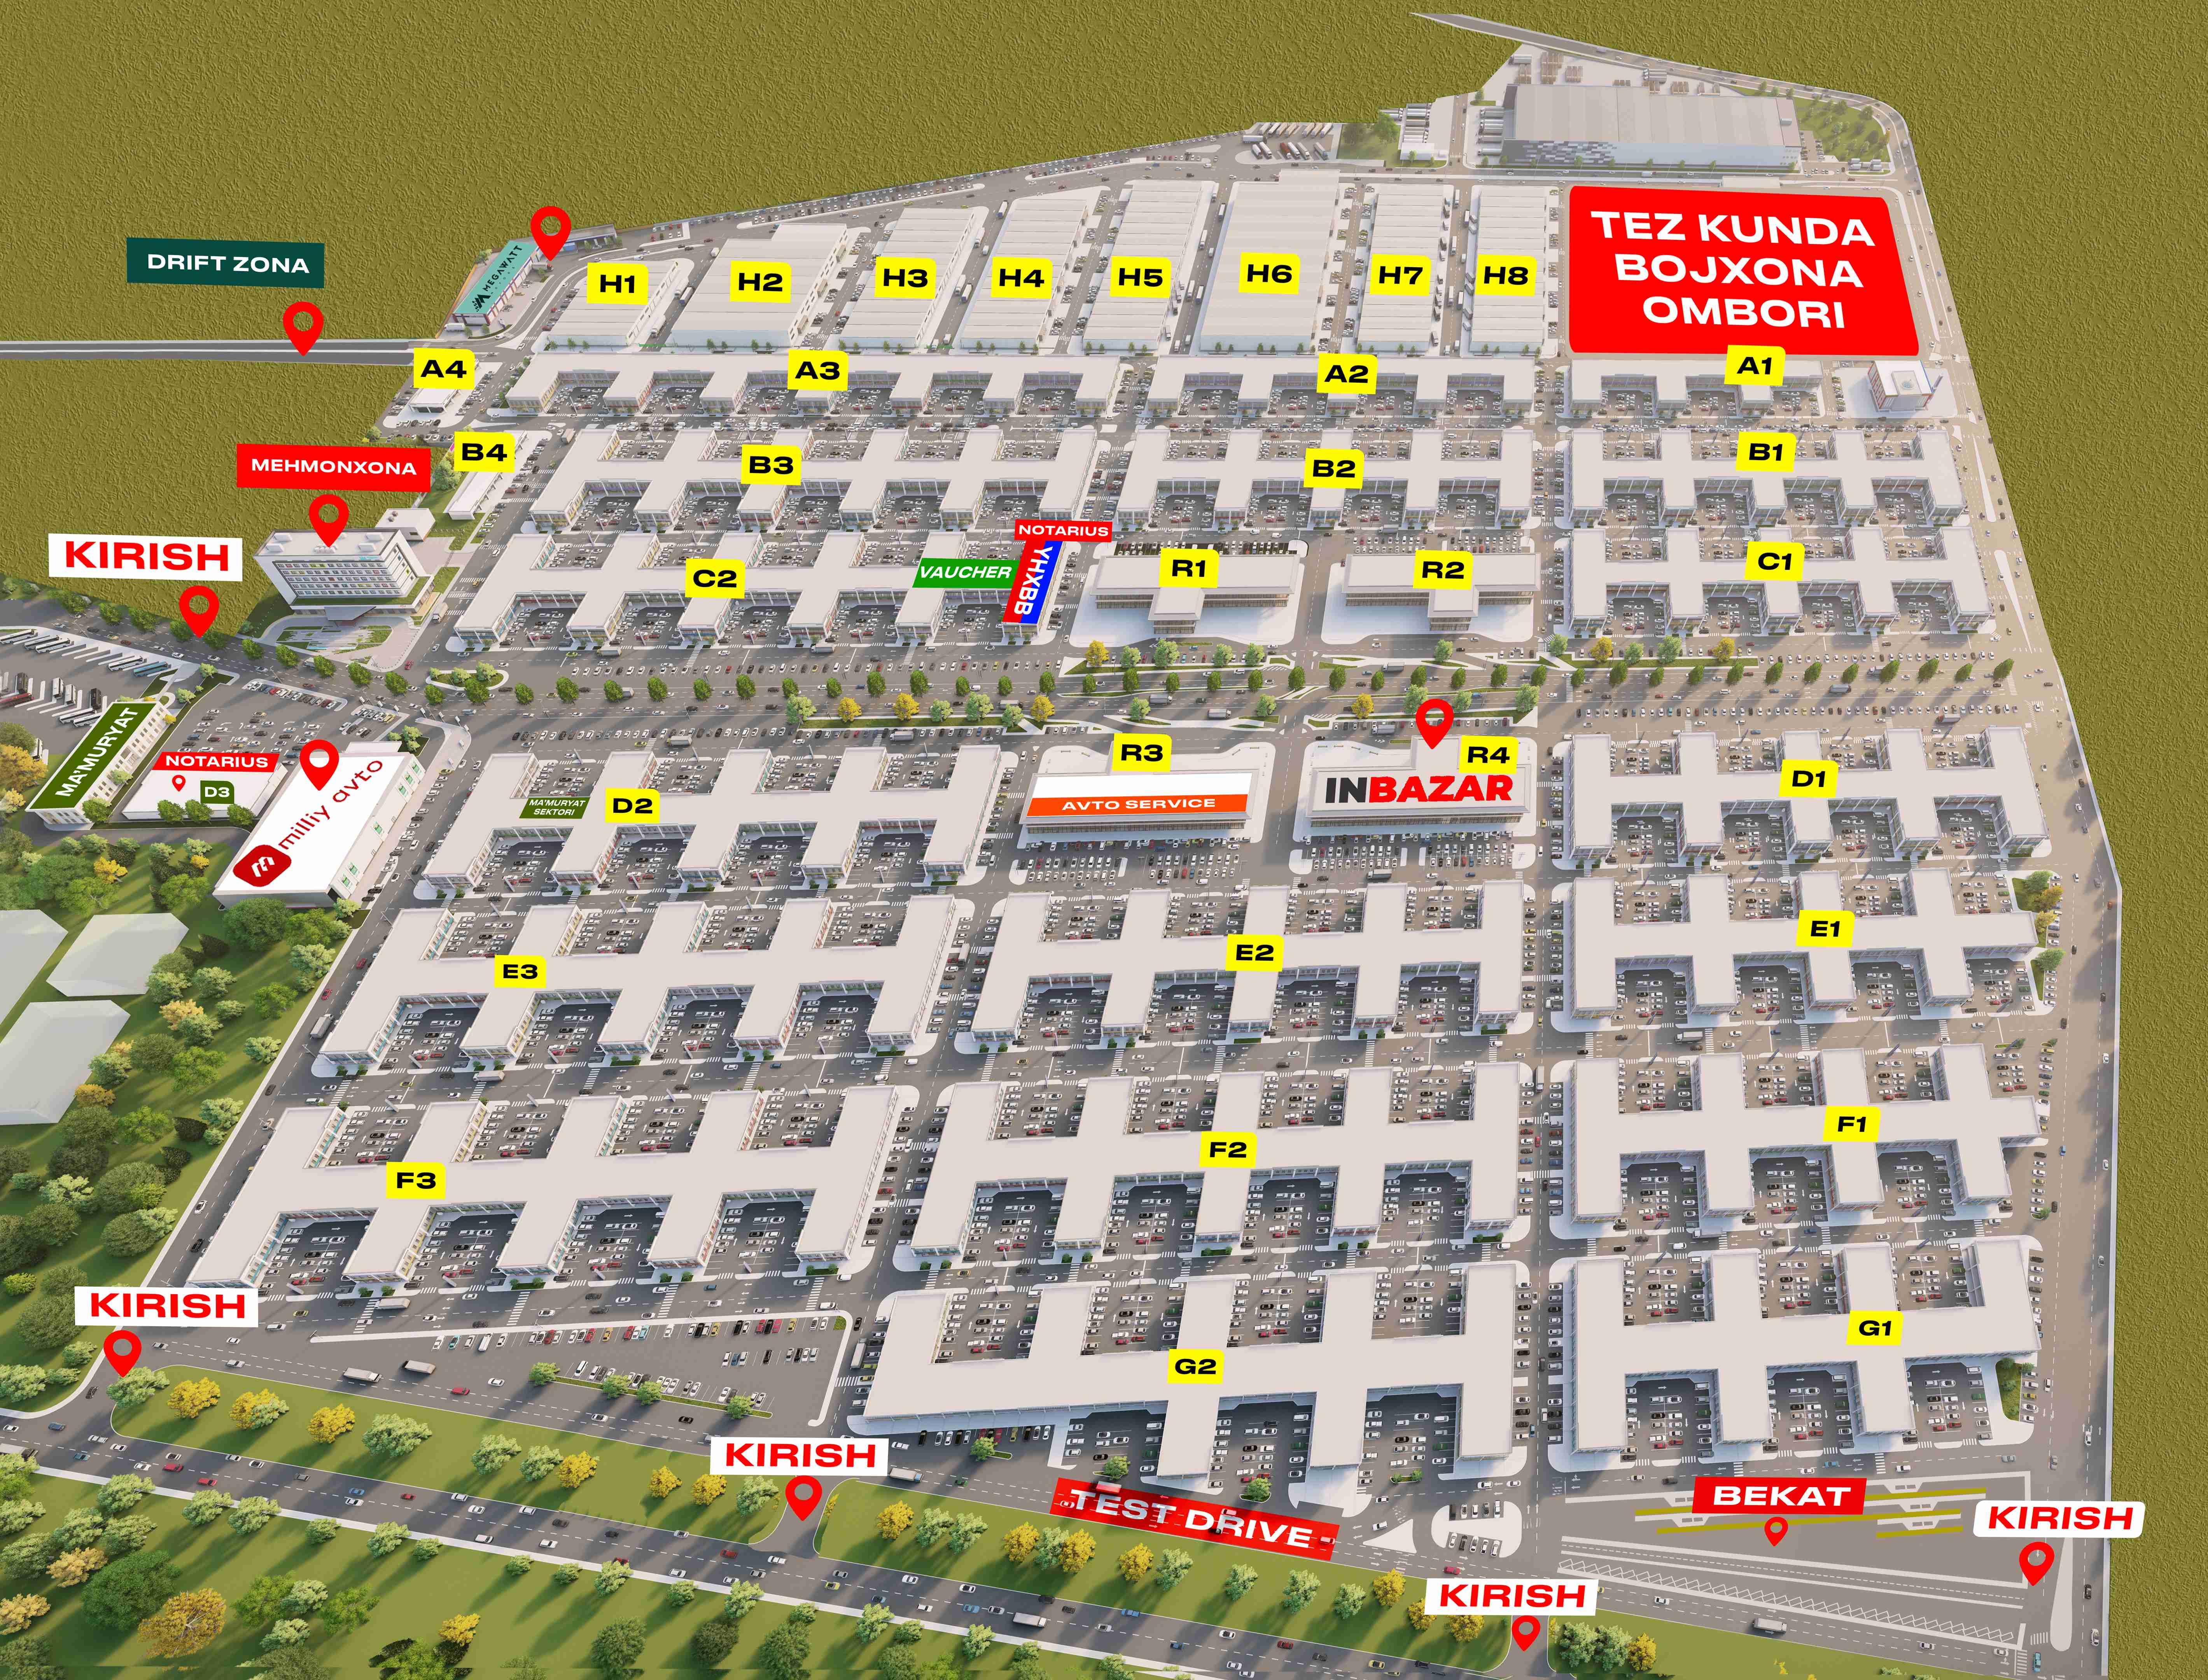 DRIFT ZONA
MEGAWATT
H1
H2
H3
H4
H5
H6
H7
H8
TEZ KUNDA
BOJXONA
OMBORI
A4
A3
A2
A1
MEHMONXONA
B4
B3
B2
B1
KIRISH
C2
VAUCHER
NOTARIUS
YHXBB
R1
R2
C1
MA'MURYAT
NOTARIUS
D3
milliy avto
MA'MURYAT
SEKTORI
D2
R3
AVTO SERVICE
R4
INBAZAR
D1
E3
E2
E1
F3
F2
F1
KIRISH
G2
G1
KIRISH
TEST DRIVE
BEKAT
KIRISH
KIRISH